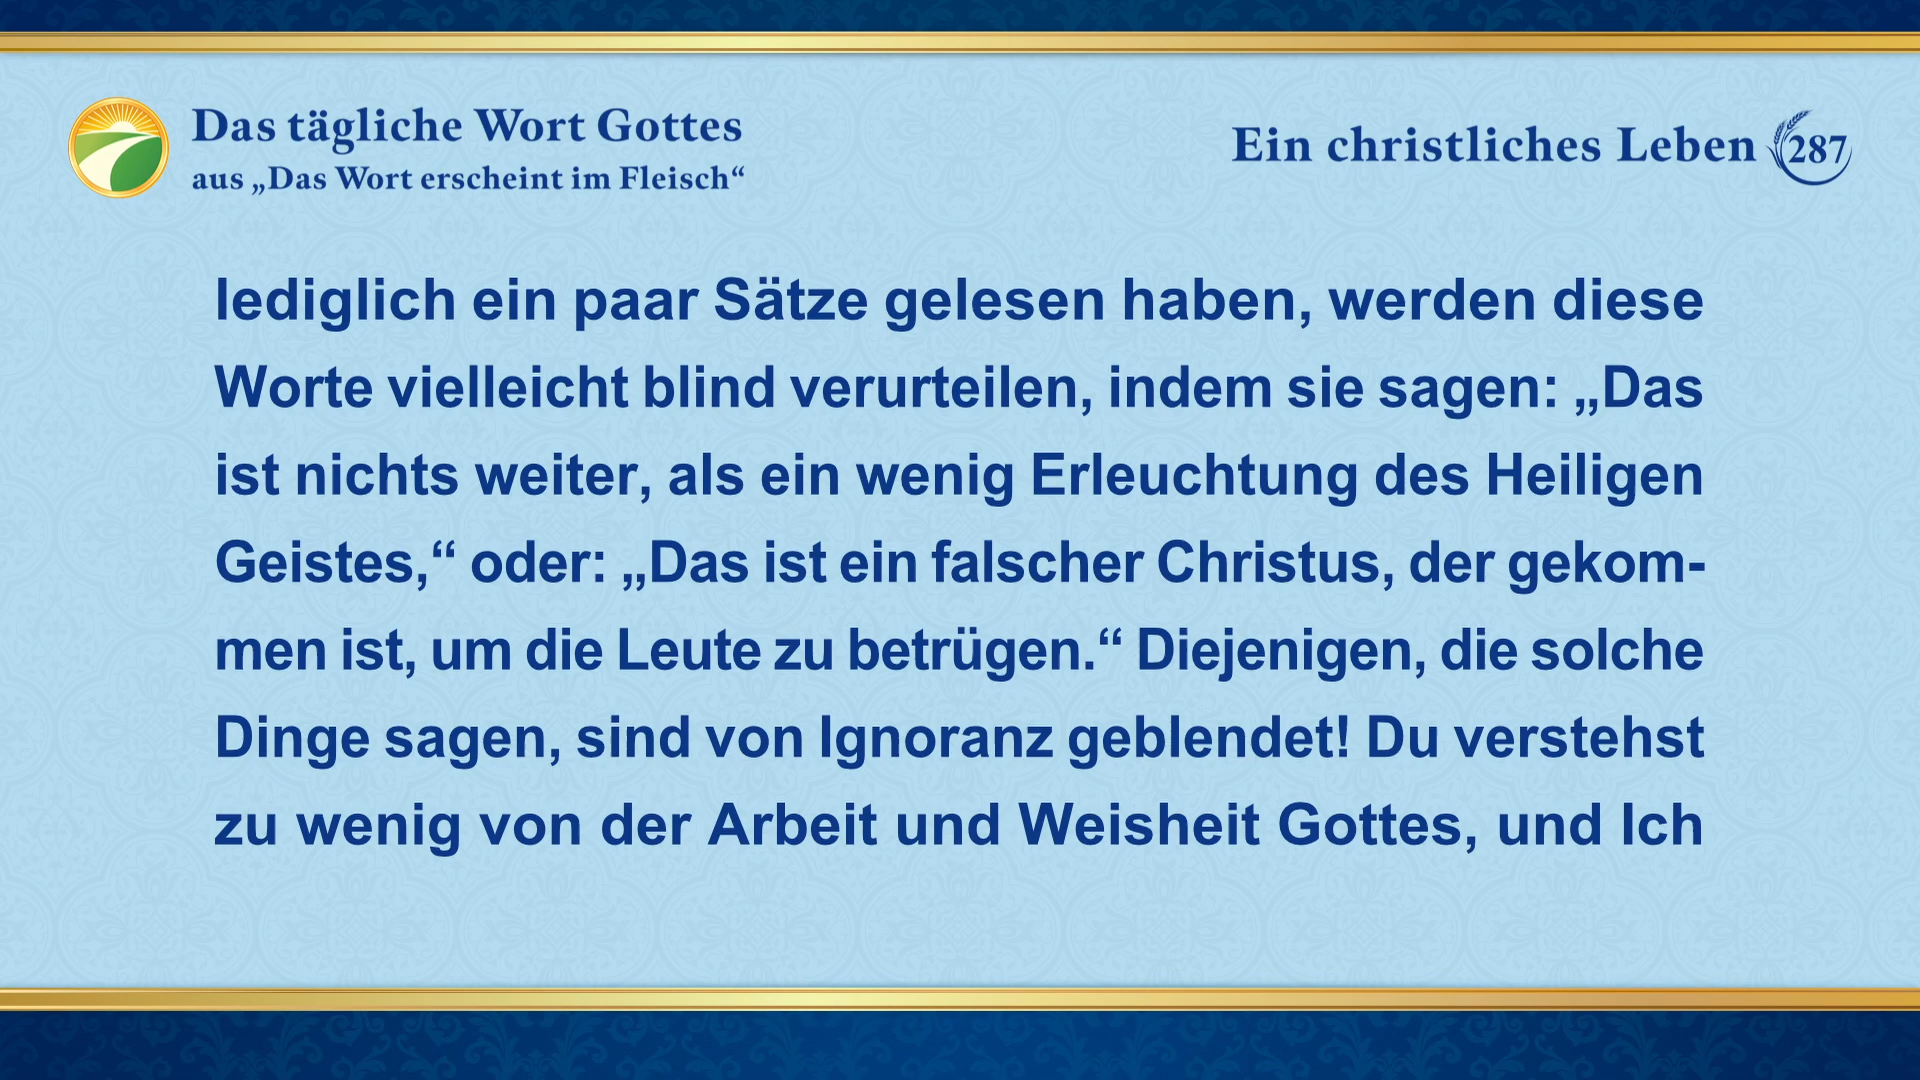 Das tägliche Wort Gottes
aus „Das Wort erscheint im Fleisch“
Ein christliches Leben 287
lediglich ein paar Sätze gelesen haben, werden diese
Worte vielleicht blind verurteilen, indem sie sagen: „Das
ist nichts weiter, als ein wenig Erleuchtung des Heiligen
Geistes,“ oder: „Das ist ein falscher Christus, der gekom-
men ist, um die Leute zu betrügen.“ Diejenigen, die solche
Dinge sagen, sind von Ignoranz geblendet! Du verstehst
zu wenig von der Arbeit und Weisheit Gottes, und Ich